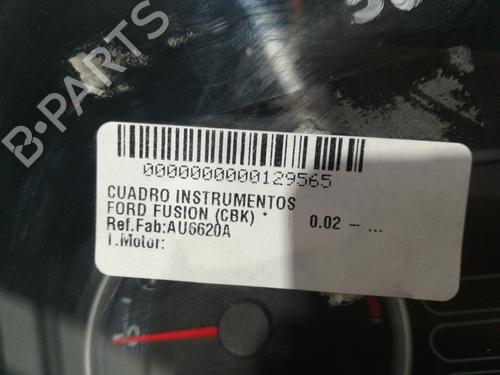 B-PARTS
0000000000129565
CUADRO INSTRUMENTOS
FORD FUSION (CBK) * 0.02 - ...
Ref.Fab:AU6620A
T.Motor: